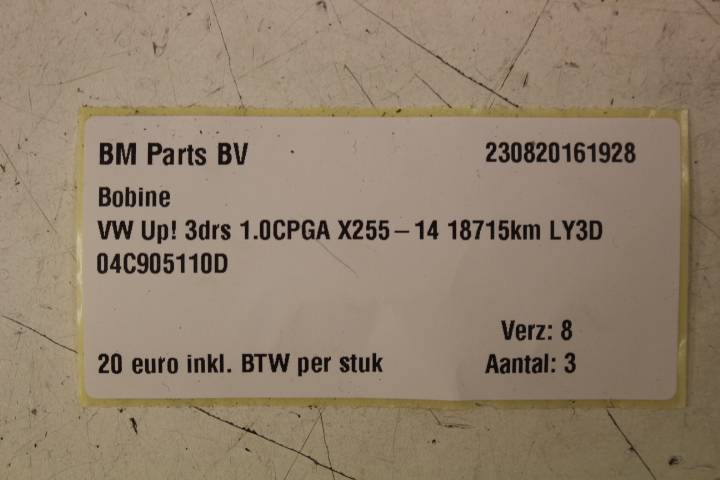 BM Parts BV 230820161928
Bobine
VW Up! 3drs 1.0CPGA X255-14 18715km LY3D
04C905110D
Verz: 8
20 euro inkl. BTW per stuk Aantal: 3